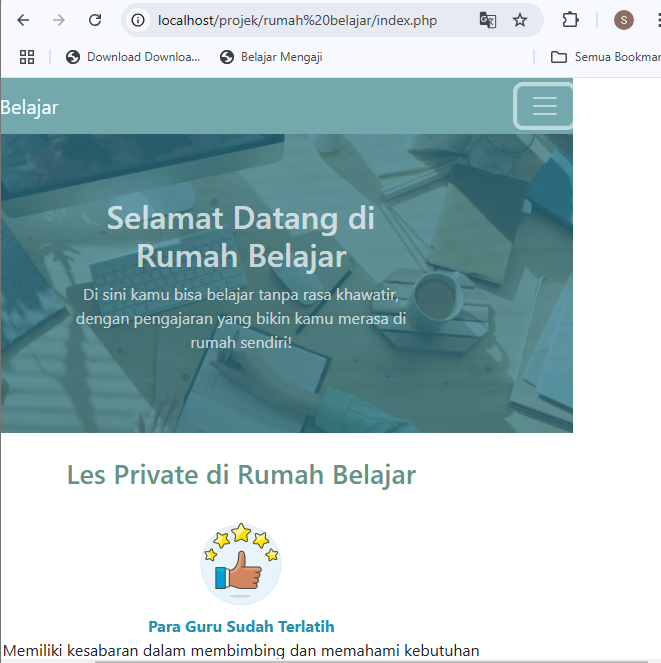 localhost/projek/rumah%20belajar/index.php
S
Download Downloa...
Belajar Mengaji
Semua Bookmar
Belajar
Selamat Datang di
Rumah Belajar
Di sini kamu bisa belajar tanpa rasa khawatir,
dengan pengajaran yang bikin kamu merasa di
rumah sendiri!
Les Private di Rumah Belajar
Para Guru Sudah Terlatih
Memiliki kesabaran dalam membimbing dan memahami kebutuhan